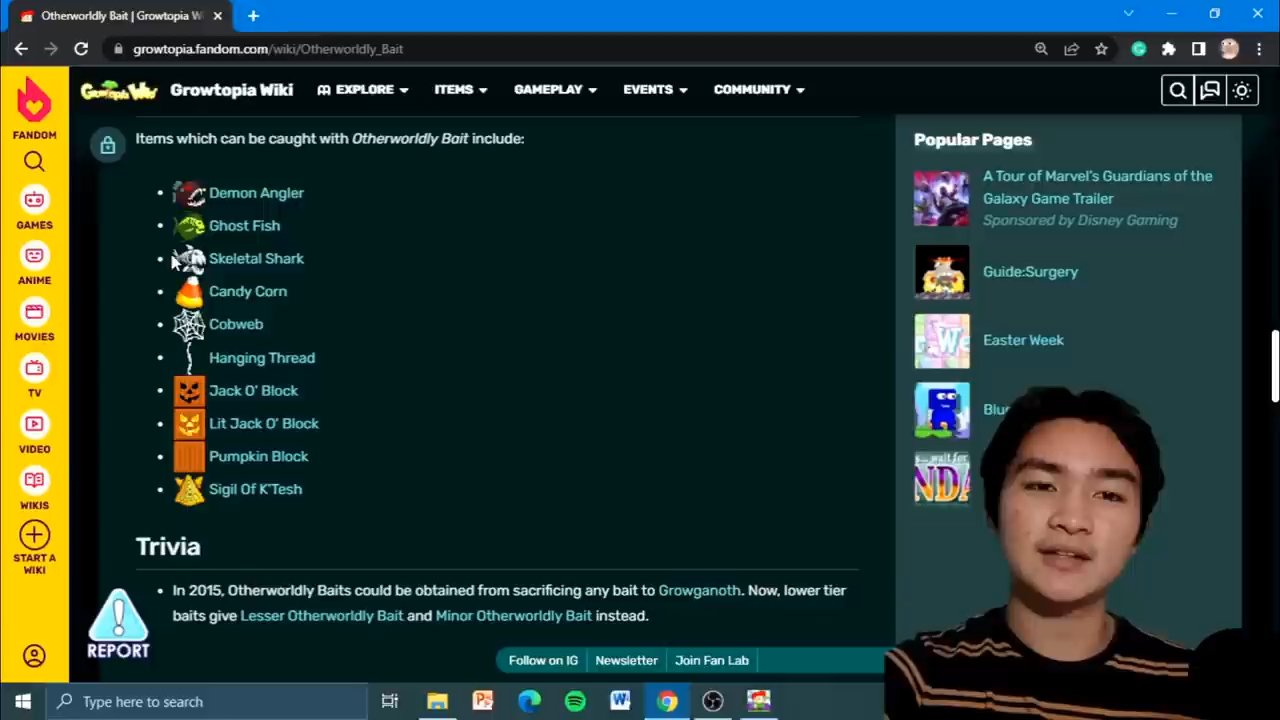 Otherworldly Bait | Growtopia W
growtopia.fandom.com/wiki/Otherworldly_Bait
FANDOM
GAMES
ANIME
MOVIES
TV
VIDEO
WIKIS
START A
WIKI
Growtopia Wiki
EXPLORE
ITEMS
GAMEPLAY
EVENTS
COMMUNITY
Items which can be caught with Otherworldly Bait include:
Demon Angler
Ghost Fish
Skeletal Shark
Candy Corn
Cobweb
Hanging Thread
Jack O' Block
Lit Jack O' Block
Pumpkin Block
Sigil Of K'Tesh
Trivia
In 2015, Otherworldly Baits could be obtained from sacrificing any bait to Growganoth. Now, lower tier
baits give Lesser Otherworldly Bait and Minor Otherworldly Bait instead.
REPORT
Popular Pages
A Tour of Marvel's Guardians of the
Galaxy Game Trailer
Sponsored by Disney Gaming
Guide:Surgery
Easter Week
Follow on IG
Newsletter
Join Fan Lab
Type here to search